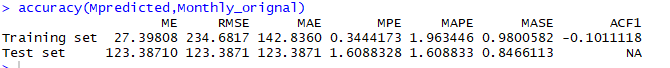 > accuracy(Mpredicted,Monthly_orignal)
ME RMSE MAE MPE MAPE MASE ACF1
Training set 27.39808 234.6817 142.8360 0.3444173 1.963446 0.9800582 -0.1011118
Test set 123.38710 123.3871 123.3871 1.6088328 1.608833 0.8466113 NA
>